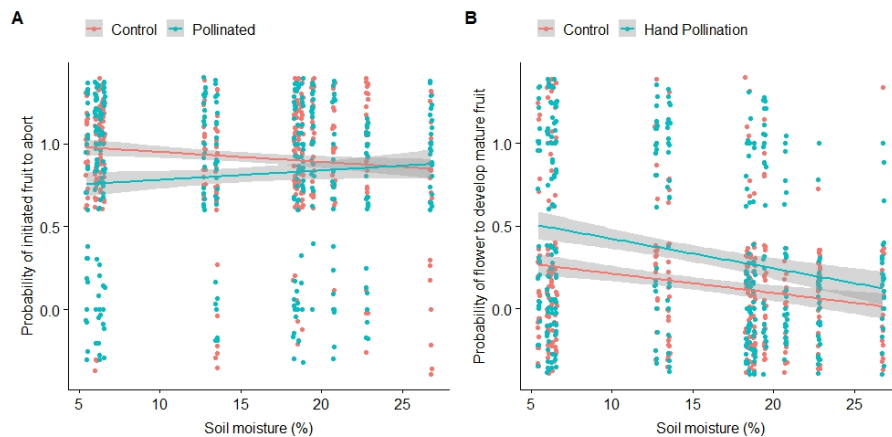 A
Control Pollinated
Probability of initiated fruit to abort
1.0
0.5
0.0
5 10 15 20 25
Soil moisture (%)
B
Control Hand Pollination
Probability of flower to develop mature fruit
1.0
0.5
0.0
5 10 15 20 25
Soil moisture (%)